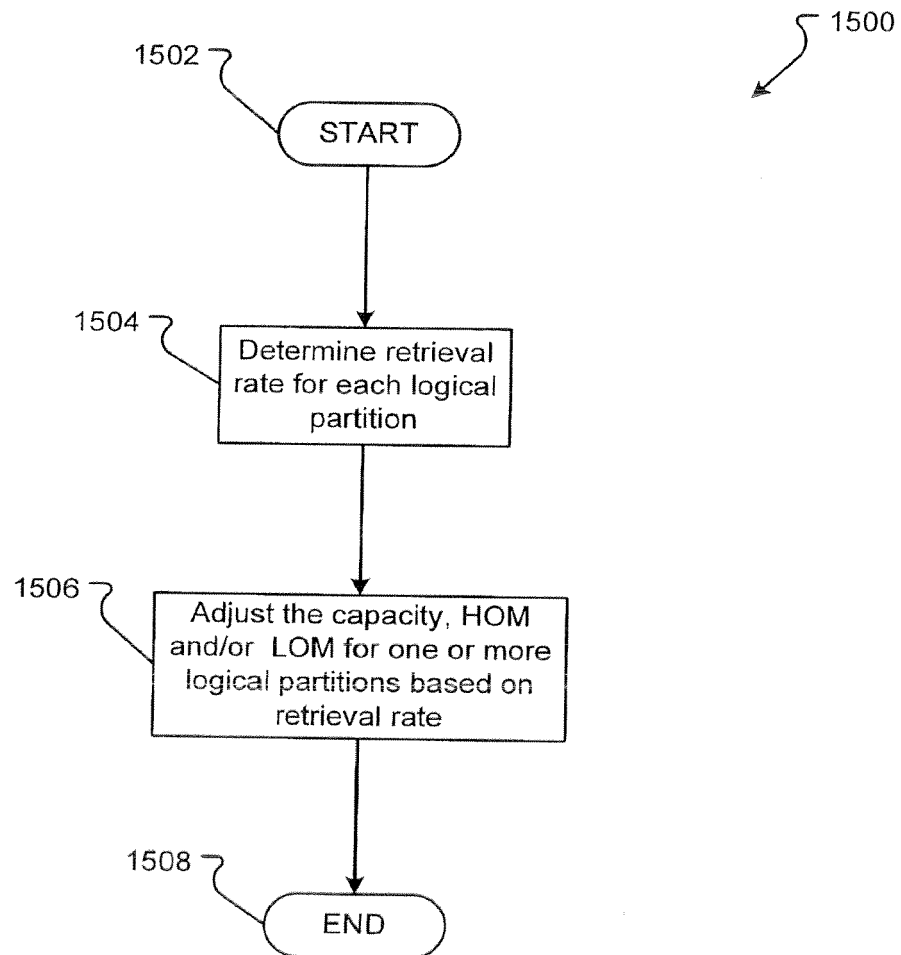 1500
1502
START
1504
Determine retrieval
rate for each logical
partition
1506
Adjust the capacity, HOM
and/or LOM for one or more
logical partitions based on
retrieval rate
1508
END